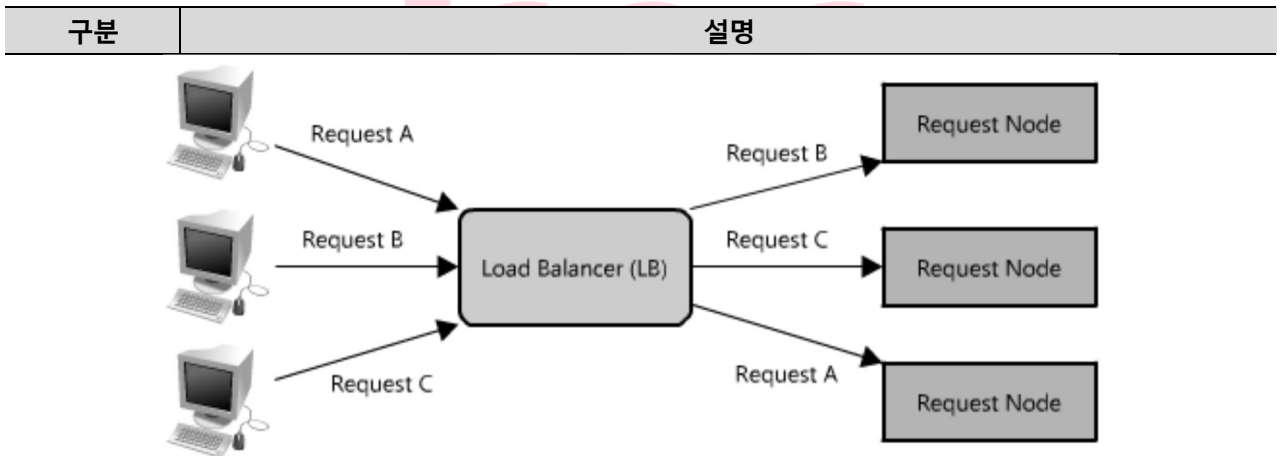 구분 설명
Request A
Request B
Request C
Load Balancer (LB)
Request B
Request C
Request A
Request Node
Request Node
Request Node